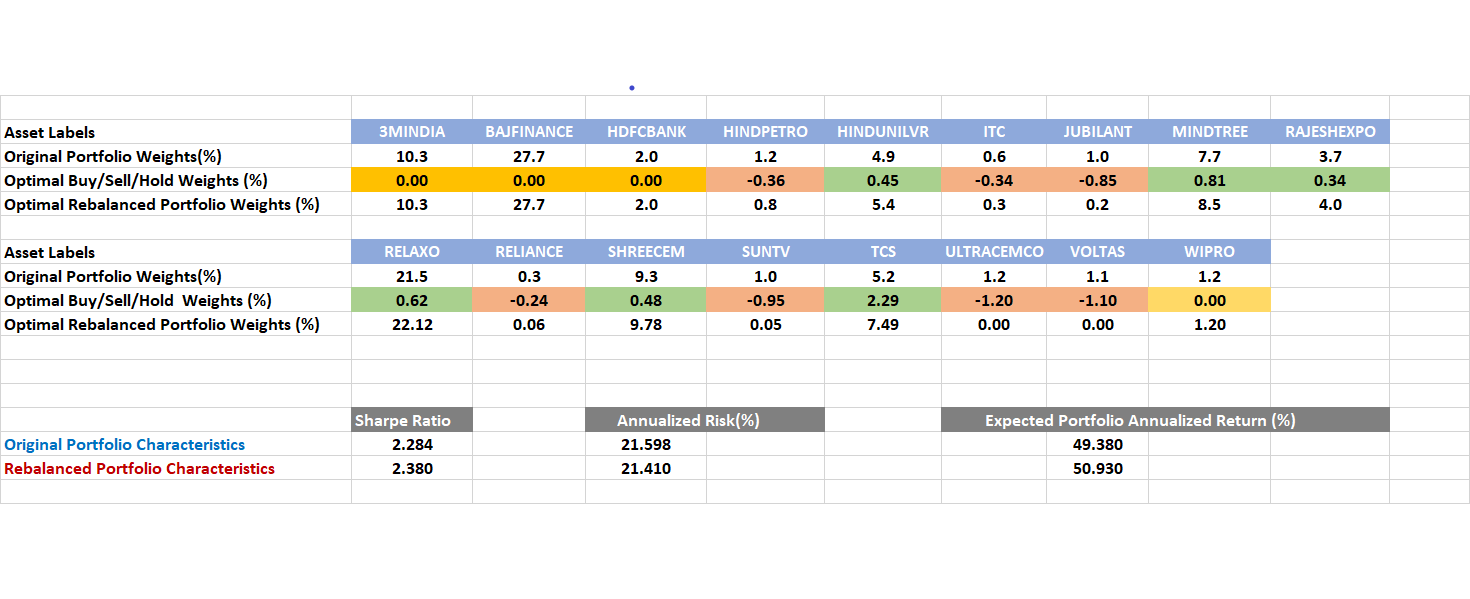 Asset Labels 3MINDIA BAJFINANCE HDFCBANK HINDPETRO HINDUNILVR ITC JUBILANT MINDTREE RAJESHEXPO
Original Portfolio Weights(%) 10.3 27.7 2.0 1.2 4.9 0.6 1.0 7.7 3.7
Optimal Buy/Sell/Hold Weights (%) 0.00 0.00 0.00 -0.36 0.45 -0.34 -0.85 0.81 0.34
Optimal Rebalanced Portfolio Weights (%) 10.3 27.7 2.0 0.8 5.4 0.3 0.2 8.5 4.0
Asset Labels RELAXO RELIANCE SHREECEM SUNTV TCS ULTRACEMCO VOLTAS WIPRO
Original Portfolio Weights(%) 21.5 0.3 9.3 1.0 5.2 1.2 1.1 1.2
Optimal Buy/Sell/Hold Weights (%) 0.62 -0.24 0.48 -0.95 2.29 -1.20 -1.10 0.00
Optimal Rebalanced Portfolio Weights (%) 22.12 0.06 9.78 0.05 7.49 0.00 0.00 1.20
Sharpe Ratio Annualized Risk(%) Expected Portfolio Annualized Return (%)
Original Portfolio Characteristics 2.284 21.598 49.380
Rebalanced Portfolio Characteristics 2.380 21.410 50.930